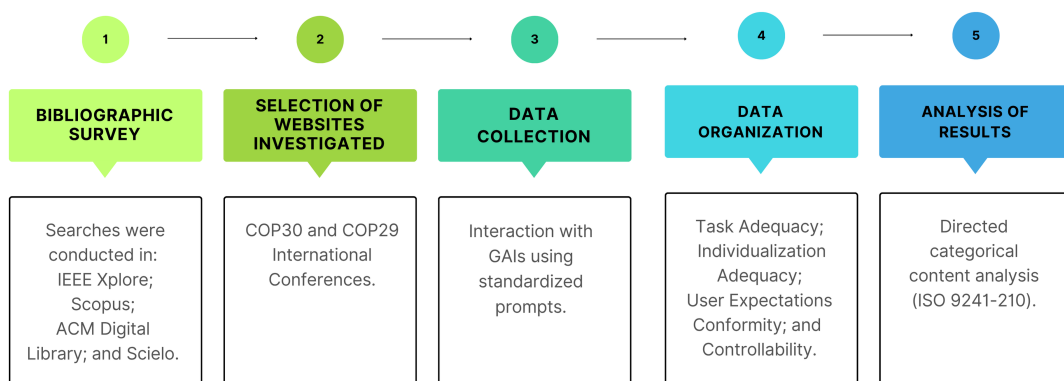 1
2
3
4
5
BIBLIOGRAPHIC
SURVEY
SELECTION OF
WEBSITES
INVESTIGATED
DATA
COLLECTION
DATA
ORGANIZATION
ANALYSIS OF
RESULTS
Searches were
conducted in:
IEEE Xplore;
Scopus;
ACM Digital
Library; and Scielo.
COP30 and COP29
International
Conferences.
Interaction with
GAIs using
standardized
prompts.
Task Adequacy;
Individualization
Adequacy;
User Expectations
Conformity; and
Controllability.
Directed
categorical
content analysis
(ISO 9241-210).